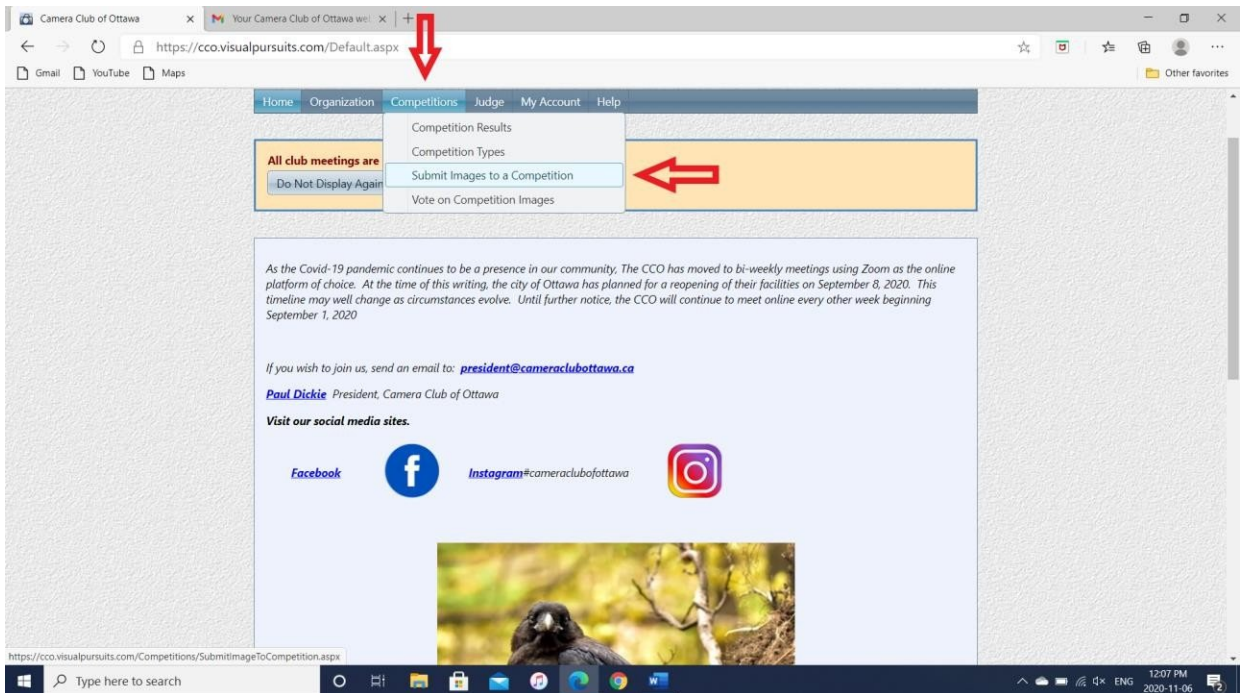 Camera Club of Ottawa
Your Camera Club of Ottawa wel
https://cco.visualpursuits.com/Default.aspx
Gmail YouTube Maps Other favorites
Home Organization Competitions Judge My Account Help
Competition Results
Competition Types
Submit Images to a Competition
Vote on Competition Images
All club meetings are
Do Not Display Again
As the Covid-19 pandemic continues to be a presence in our community, The CCO has moved to bi-weekly meetings using Zoom as the online
platform of choice. At the time of this writing, the city of Ottawa has planned for a reopening of their facilities on September 8, 2020. This
timeline may well change as circumstances evolve. Until further notice, the CCO will continue to meet online every other week beginning
September 1, 2020
If you wish to join us, send an email to: president@cameraclubottawa.ca
Paul Dickie President, Camera Club of Ottawa
Visit our social media sites.
Facebook Instagram#cameraclubofottawa
https://cco.visualpursuits.com/Competitions/SubmitImageToCompetition.aspx
Type here to search
ENG
12:07 PM
2020-11-06